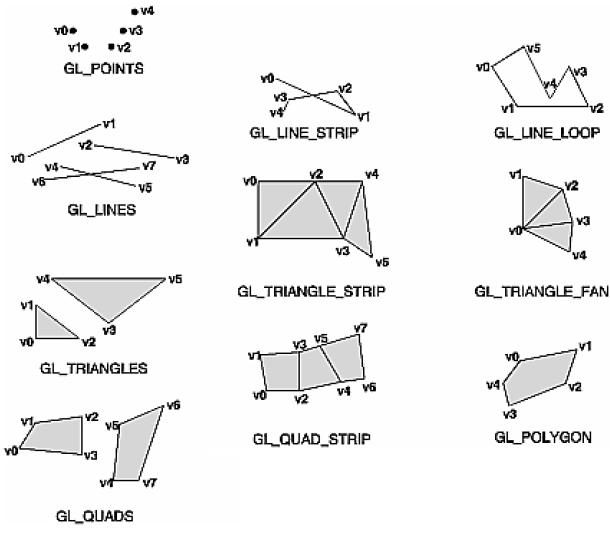 v4
v0 v3
v1 v2
GL_POINTS
v0
v2
v3
v4
v1
GL_LINE_STRIP
v5
v0
v3
v4
v1
v2
GL_LINE_LOOP
v1
v2
v0
v3
v4
v7
v6
v5
GL_LINES
v0
v2
v4
v1
v3
v5
GL_TRIANGLE_STRIP
v1
v2
v3
v0
v4
GL_TRIANGLE_FAN
v4
v5
v1
v3
v0
v2
GL_TRIANGLES
v7
v5
v3
v1
v0
v2
v4
v6
GL_QUAD_STRIP
v1
v0
v4
v2
v3
GL_POLYGON
v6
v2
v1
v5
v0
v3
v4
v7
GL_QUADS